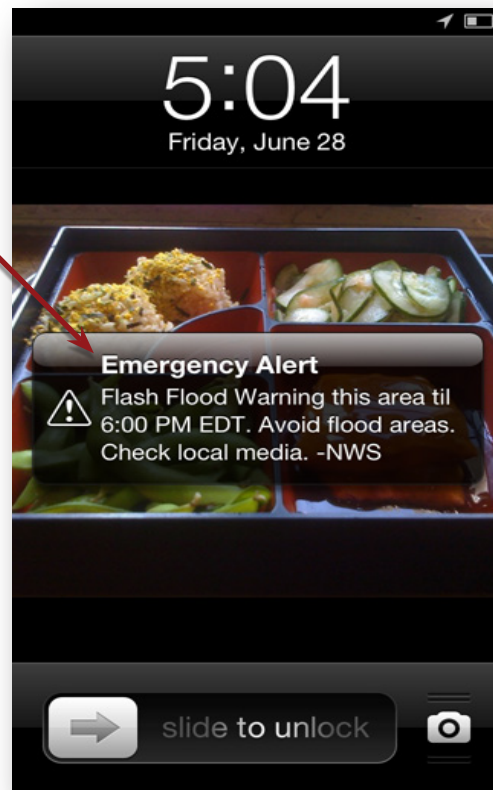 5:04
Friday, June 28
Emergency Alert
Flash Flood Warning this area til
6:00 PM EDT. Avoid flood areas.
Check local media. -NWS
slide to unlock